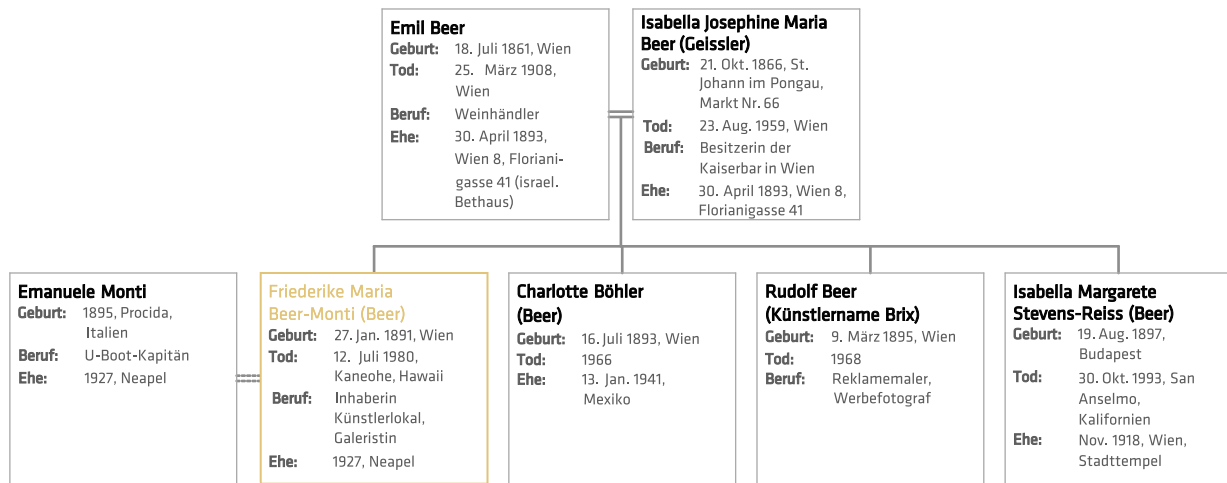 Emil Beer
Geburt: 18. Juli 1861, Wien
Tod: 25. März 1908,
Wien
Beruf: Weinhändler
Ehe: 30. April 1893,
Wien 8, Floriani-
gasse 41 (israel.
Bethaus)
Isabella Josephine Maria
Beer (Geissler)
Geburt: 21. Okt. 1866, St.
Johann im Pongau,
Markt Nr. 66
Tod: 23. Aug. 1959, Wien
Beruf: Besitzerin der
Kaiserbar in Wien
Ehe: 30. April 1893, Wien 8,
Florianigasse 41
Emanuele Monti
Geburt: 1895, Procida,
Italien
Beruf: U-Boot-Kapitän
Ehe: 1927, Neapel
Friederike Maria
Beer-Monti (Beer)
Geburt: 27. Jan. 1891, Wien
Tod: 12. Juli 1980,
Kaneohe, Hawaii
Beruf: Inhaberin
Künstlerlokal,
Galeristin
Ehe: 1927, Neapel
Charlotte Böhler
(Beer)
Geburt: 16. Juli 1893, Wien
Tod: 1966
Ehe: 13. Jan. 1941,
Mexiko
Rudolf Beer
(Künstlername Brix)
Geburt: 9. März 1895, Wien
Tod: 1968
Beruf: Reklamemaler,
Werbefotograf
Isabella Margarete
Stevens-Reiss (Beer)
Geburt: 19. Aug. 1897,
Budapest
Tod: 30. Okt. 1993, San
Anselmo,
Kalifornien
Ehe: Nov. 1918, Wien,
Stadttempel